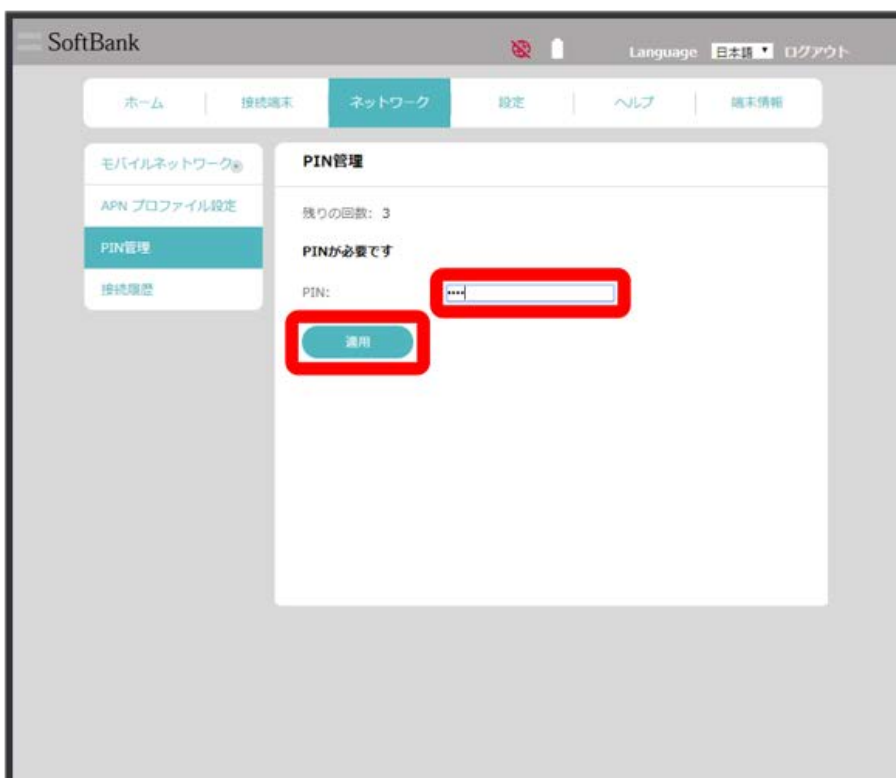 SoftBank
Language 日本語 ログアウト
ホーム 接続端末 ネットワーク 設定 ヘルプ 端末情報
モバイルネットワーク
APN プロファイル設定
PIN管理
接続履歴
PIN管理
残りの回数: 3
PINが必要です
PIN: ••••
適用